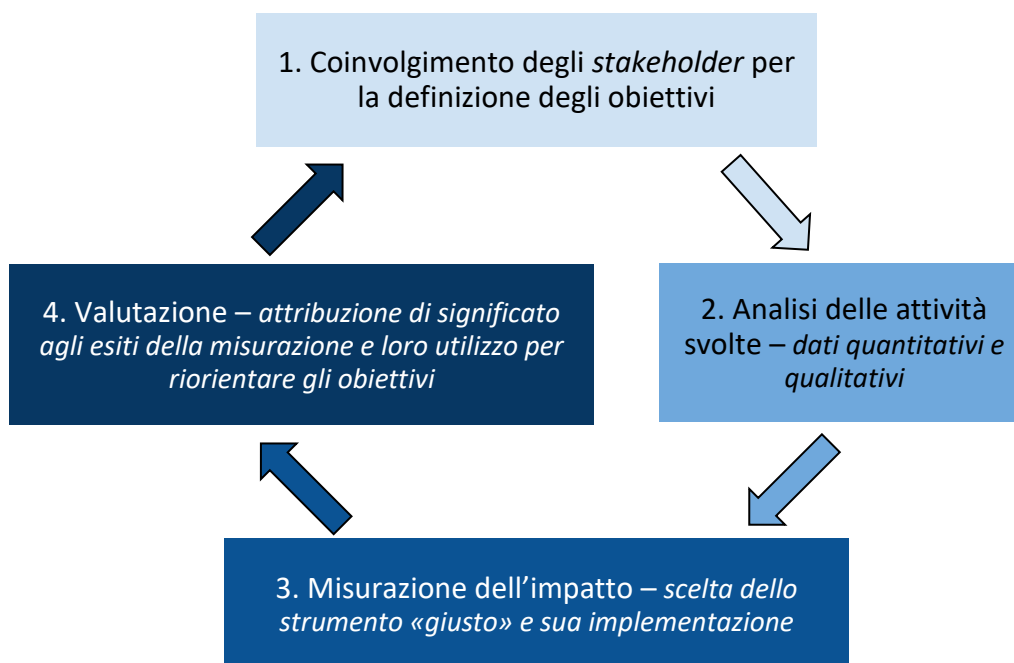 1. Coinvolgimento degli stakeholder per
la definizione degli obiettivi
2. Analisi delle attività
svolte – dati quantitativi e
qualitativi
3. Misurazione dell’impatto – scelta dello
strumento «giusto» e sua implementazione
4. Valutazione – attribuzione di significato
agli esiti della misurazione e loro utilizzo per
riorientare gli obiettivi